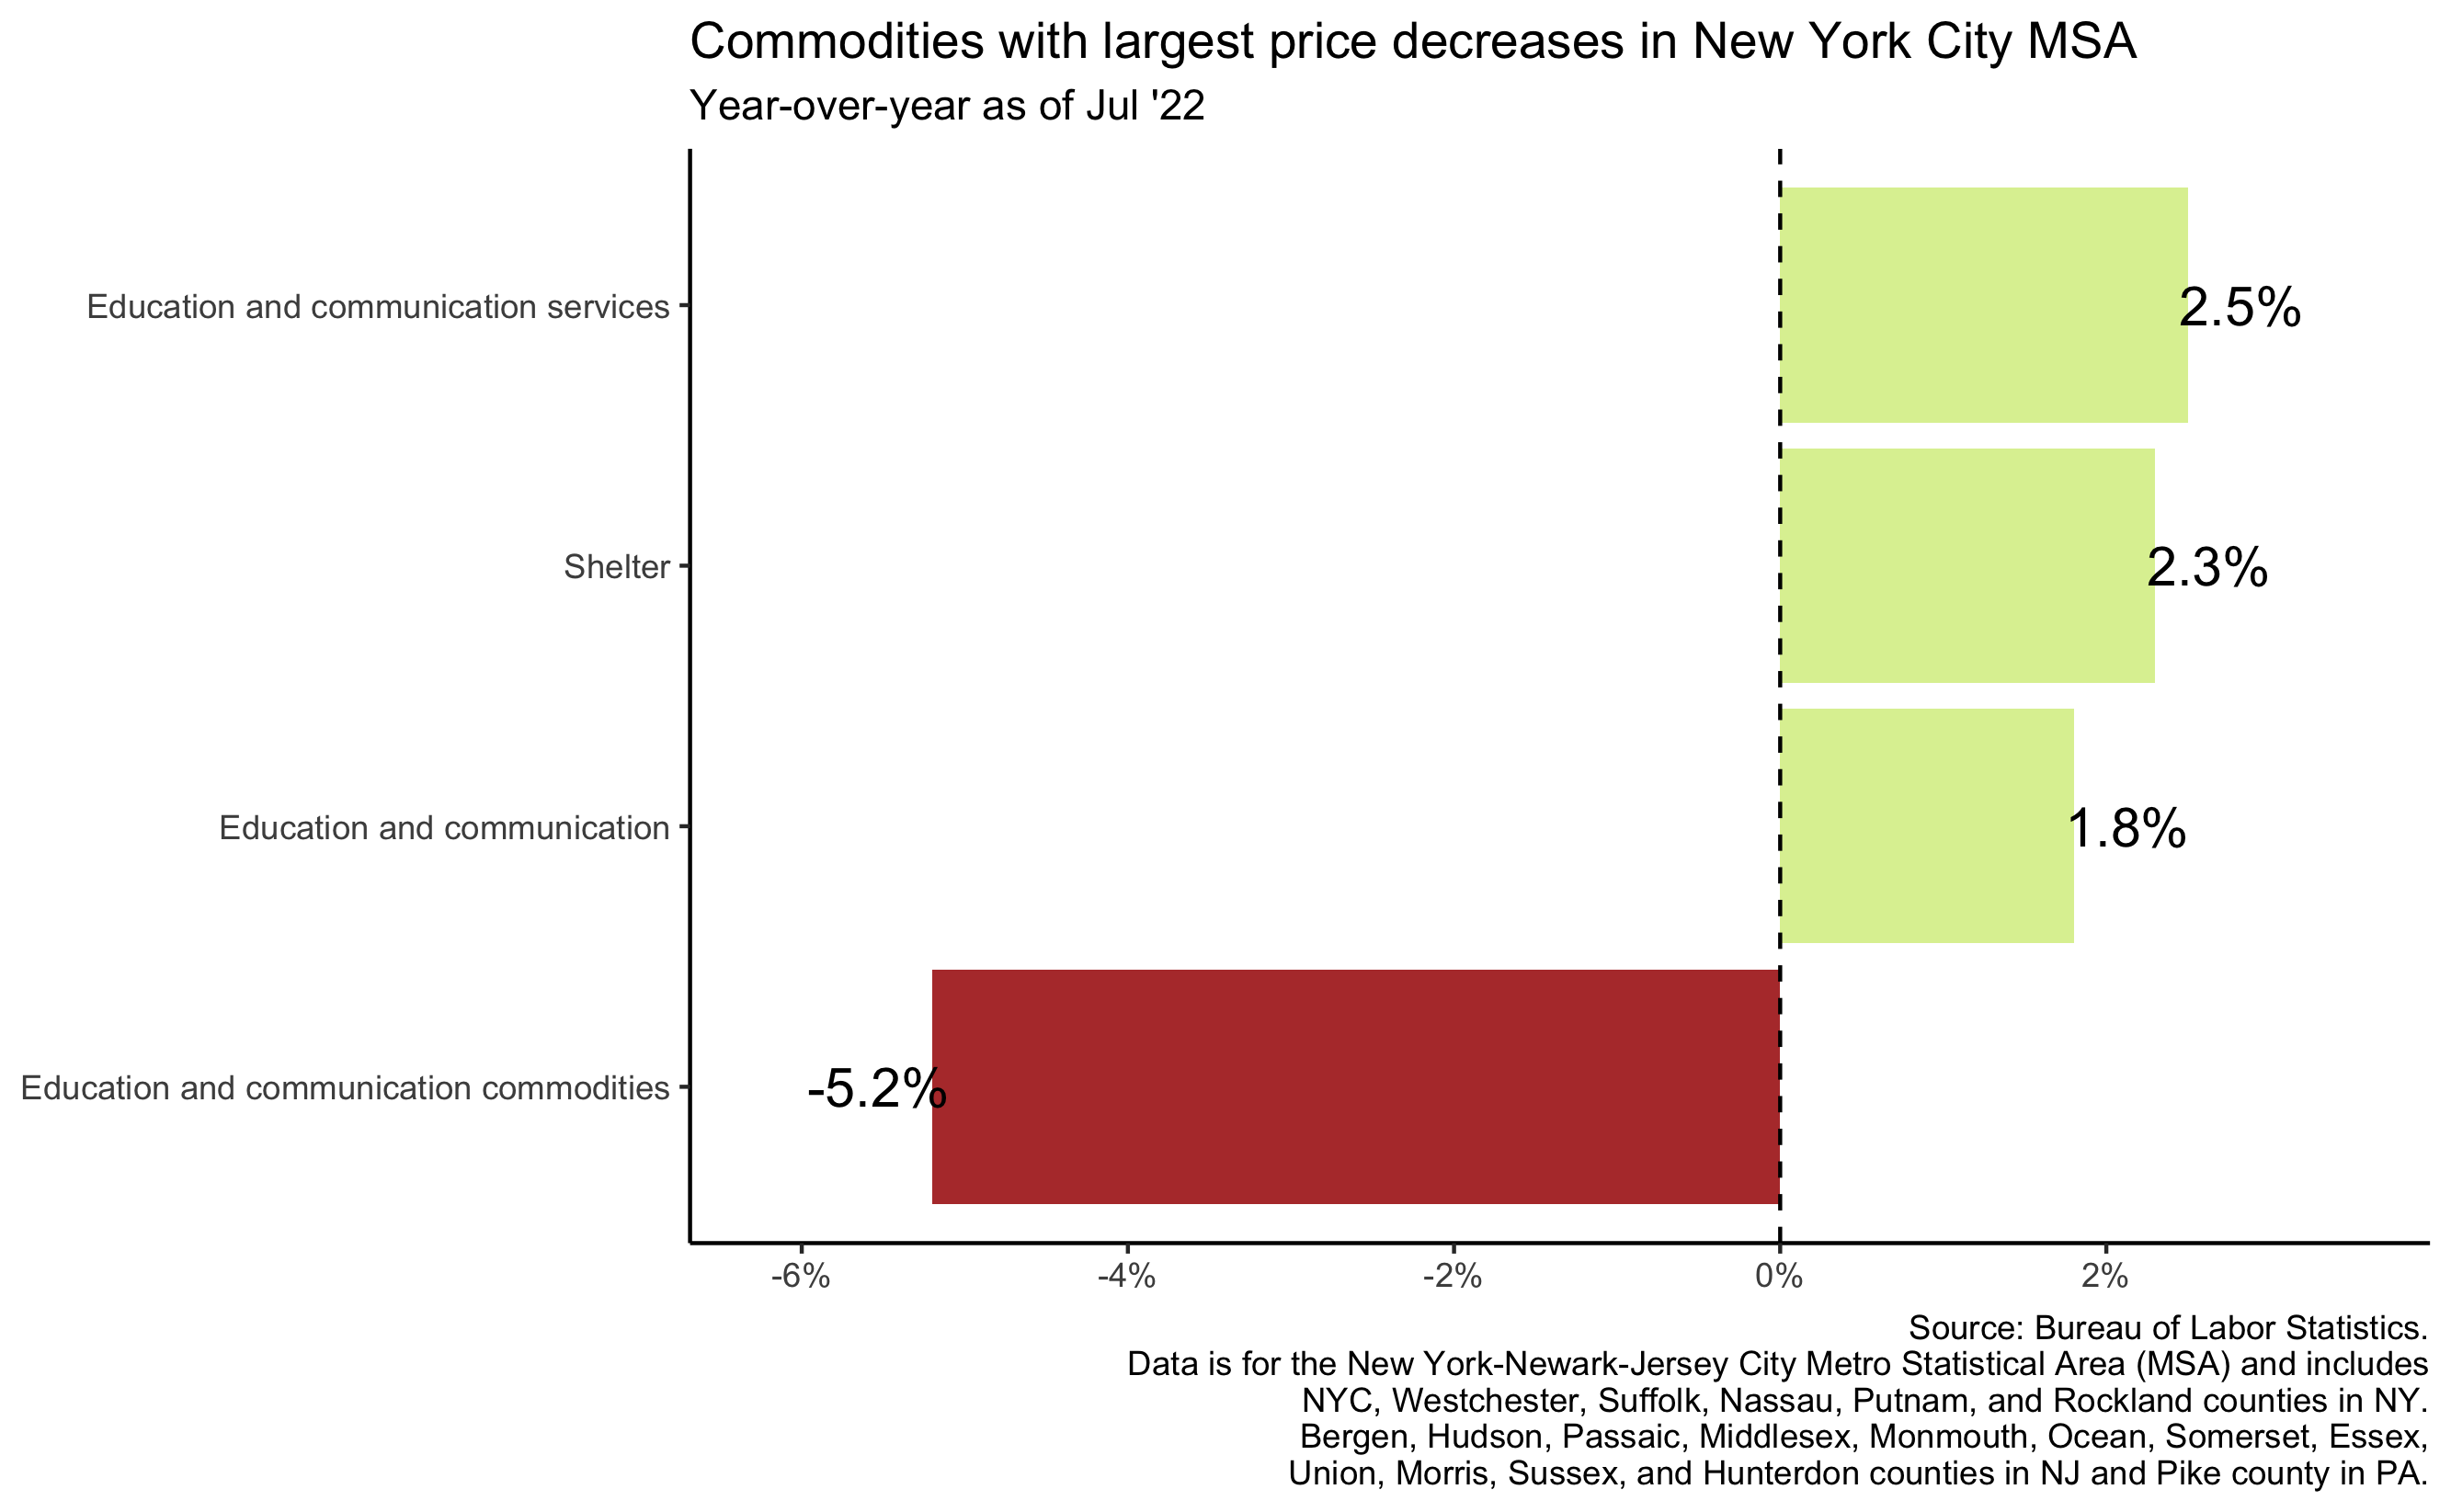 Commodities with largest price decreases in New York City MSA
Year-over-year as of Jul '22
Education and communication services
2.5%
Shelter
2.3%
Education and communication
1.8%
Education and communication commodities
-5.2%
-6%
-4%
-2%
0%
2%
Source: Bureau of Labor Statistics.
Data is for the New York-Newark-Jersey City Metro Statistical Area (MSA) and includes
NYC, Westchester, Suffolk, Nassau, Putnam, and Rockland counties in NY.
Bergen, Hudson, Passaic, Middlesex, Monmouth, Ocean, Somerset, Essex,
Union, Morris, Sussex, and Hunterdon counties in NJ and Pike county in PA.